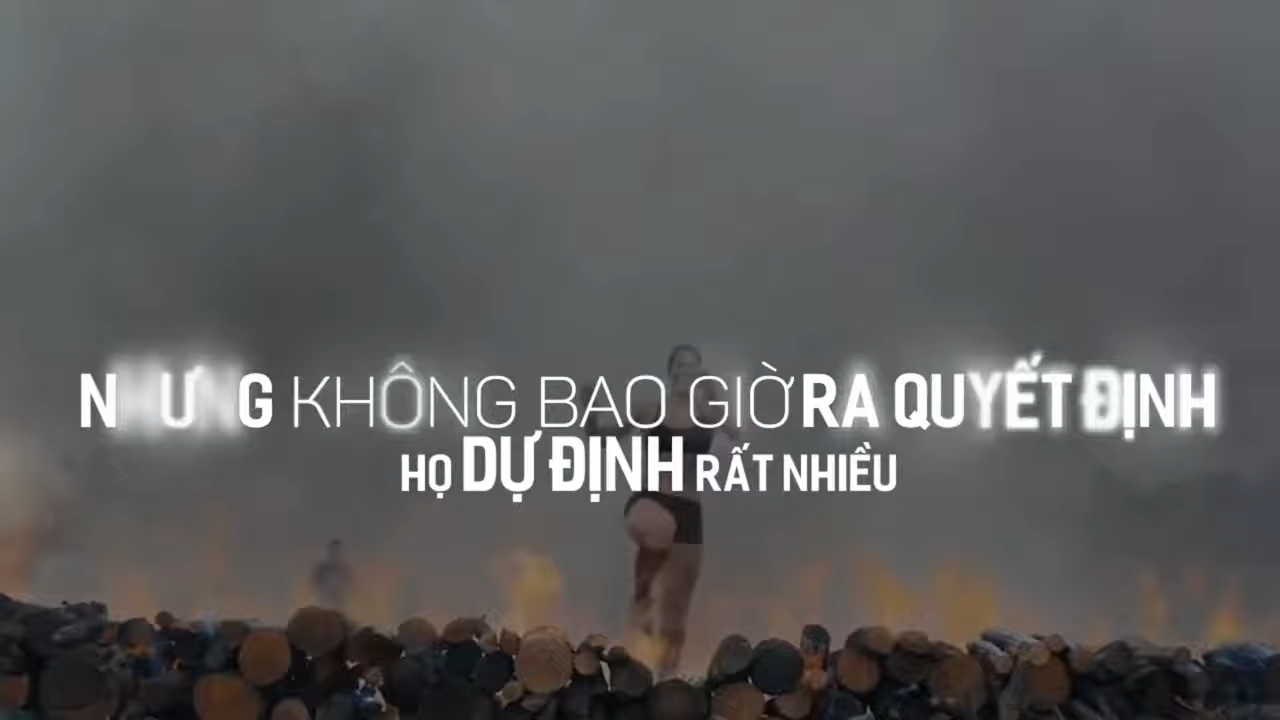 NHƯNG KHÔNG BAO GIỜ RA QUYẾT ĐỊNH
HỌ DỰ ĐỊNH RẤT NHIỀU